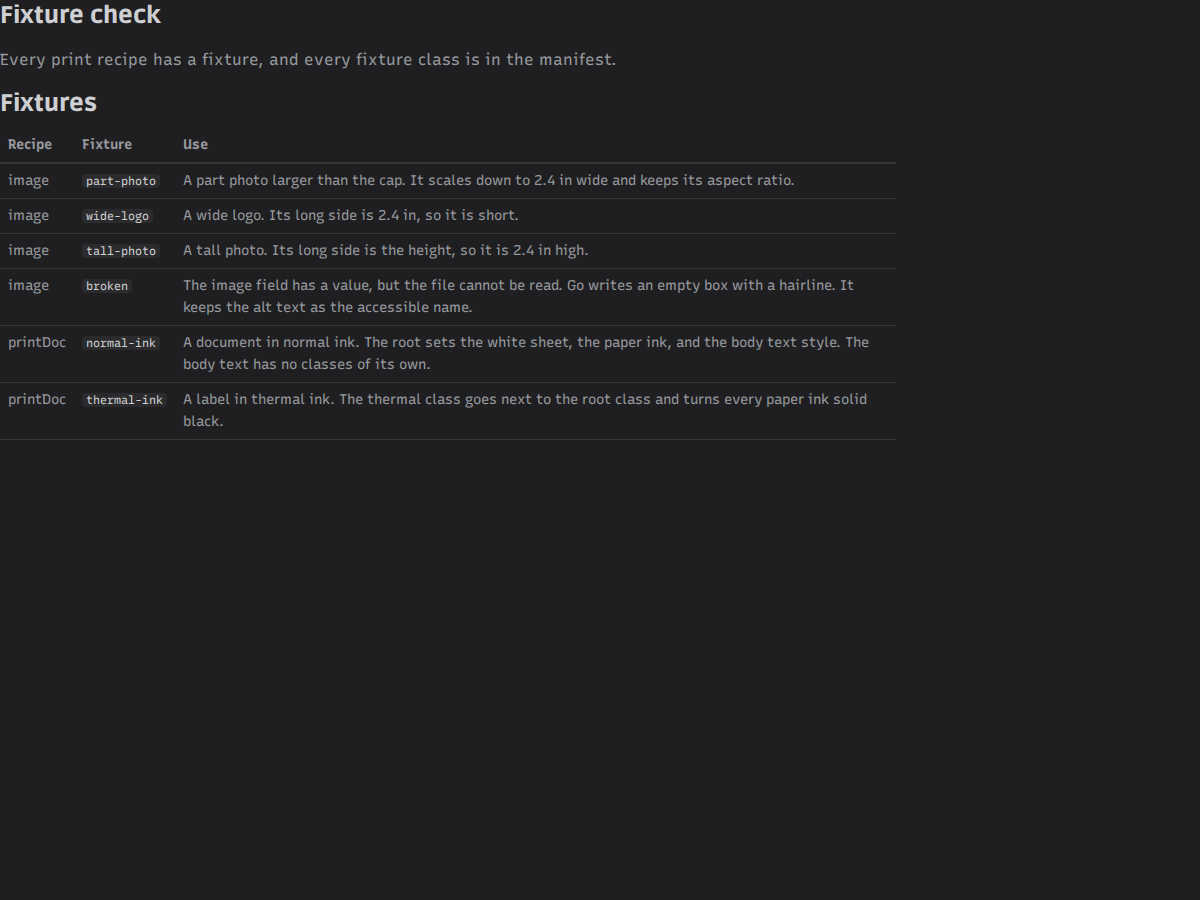 Fixture check
Every print recipe has a fixture, and every fixture class is in the manifest.
Fixtures
Recipe Fixture Use
image part-photo A part photo larger than the cap. It scales down to 2.4 in wide and keeps its aspect ratio.
image wide-logo A wide logo. Its long side is 2.4 in, so it is short.
image tall-photo A tall photo. Its long side is the height, so it is 2.4 in high.
image broken The image field has a value, but the file cannot be read. Go writes an empty box with a hairline. It
keeps the alt text as the accessible name.
printDoc normal-ink A document in normal ink. The root sets the white sheet, the paper ink, and the body text style. The
body text has no classes of its own.
printDoc thermal-ink A label in thermal ink. The thermal class goes next to the root class and turns every paper ink solid
black.